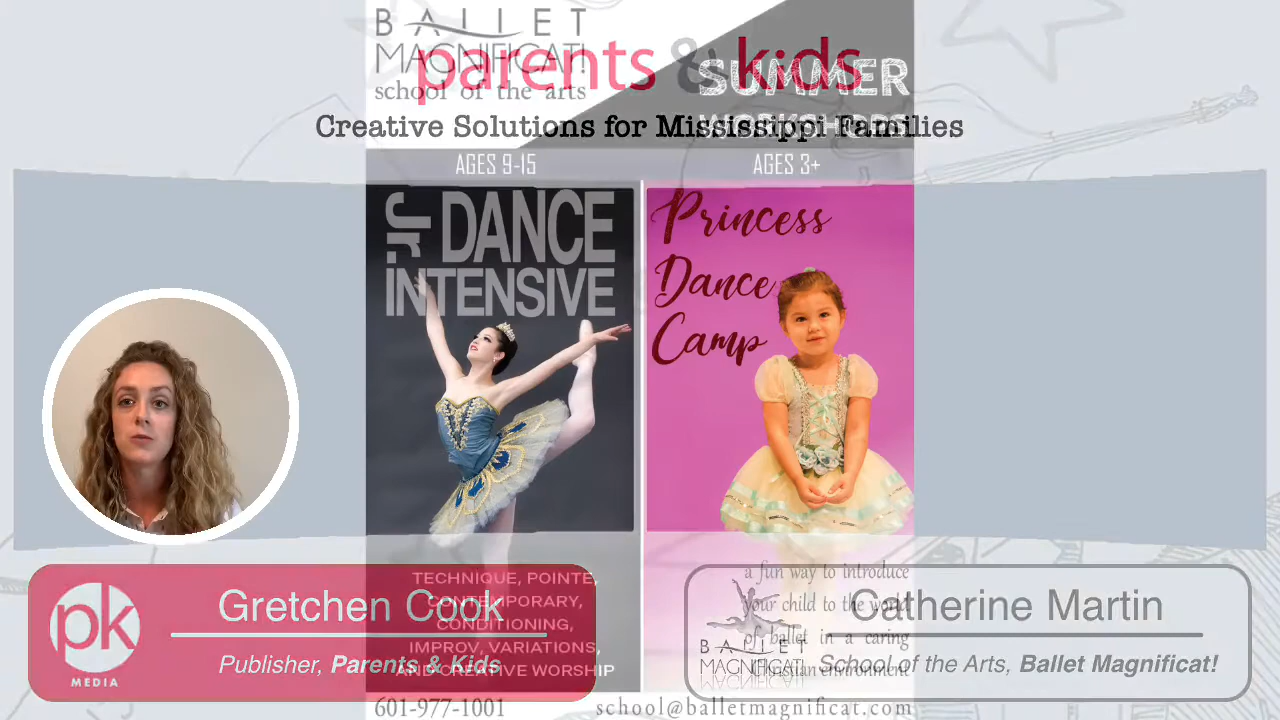 BALLET
MAGNIFICAT!
school of the arts
parents & kids
SUMMER
WORKSHOPS
Creative Solutions for Mississippi Families
AGES 9-15
AGES 3+
Jr. DANCE
INTENSIVE
Princess
Dance
Camp
TECHNIQUE, POINTE,
CONTEMPORARY,
CONDITIONING,
IMPROV, VARIATIONS,
AND CREATIVE WORSHIP
a fun way to introduce
your child to the world
of ballet in a caring
Christian environment
pk
MEDIA
Gretchen Cook
Publisher, Parents & Kids
BALLET
MAGNIFICAT!
Catherine Martin
School of the Arts, Ballet Magnificat!
601-977-1001
school@balletmagnificat.com